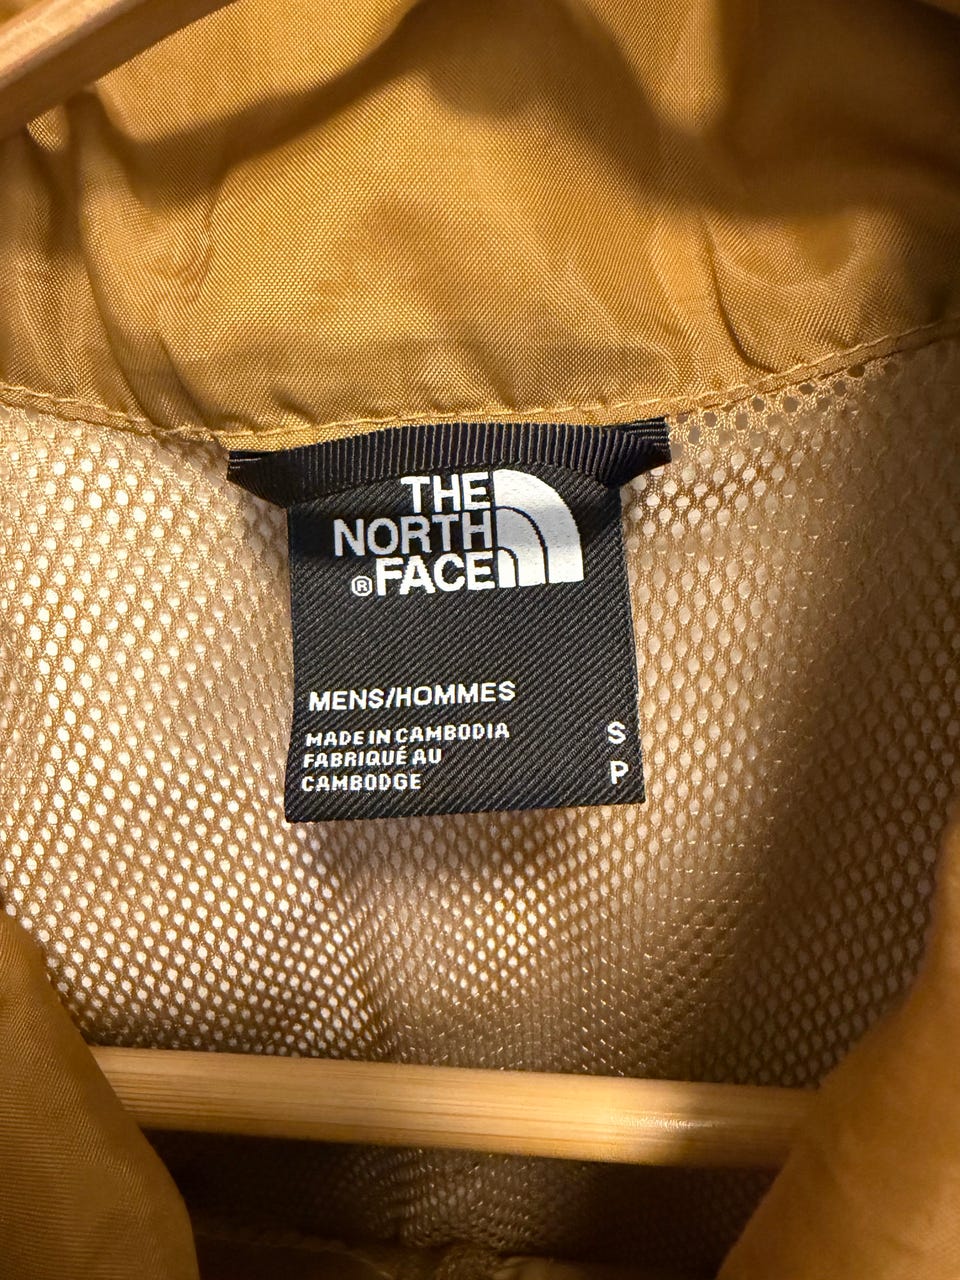 THE
NORTH
®FACE
MENS/HOMMES
MADE IN CAMBODIA
FABRIQUÉ AU
CAMBODGE
S
P